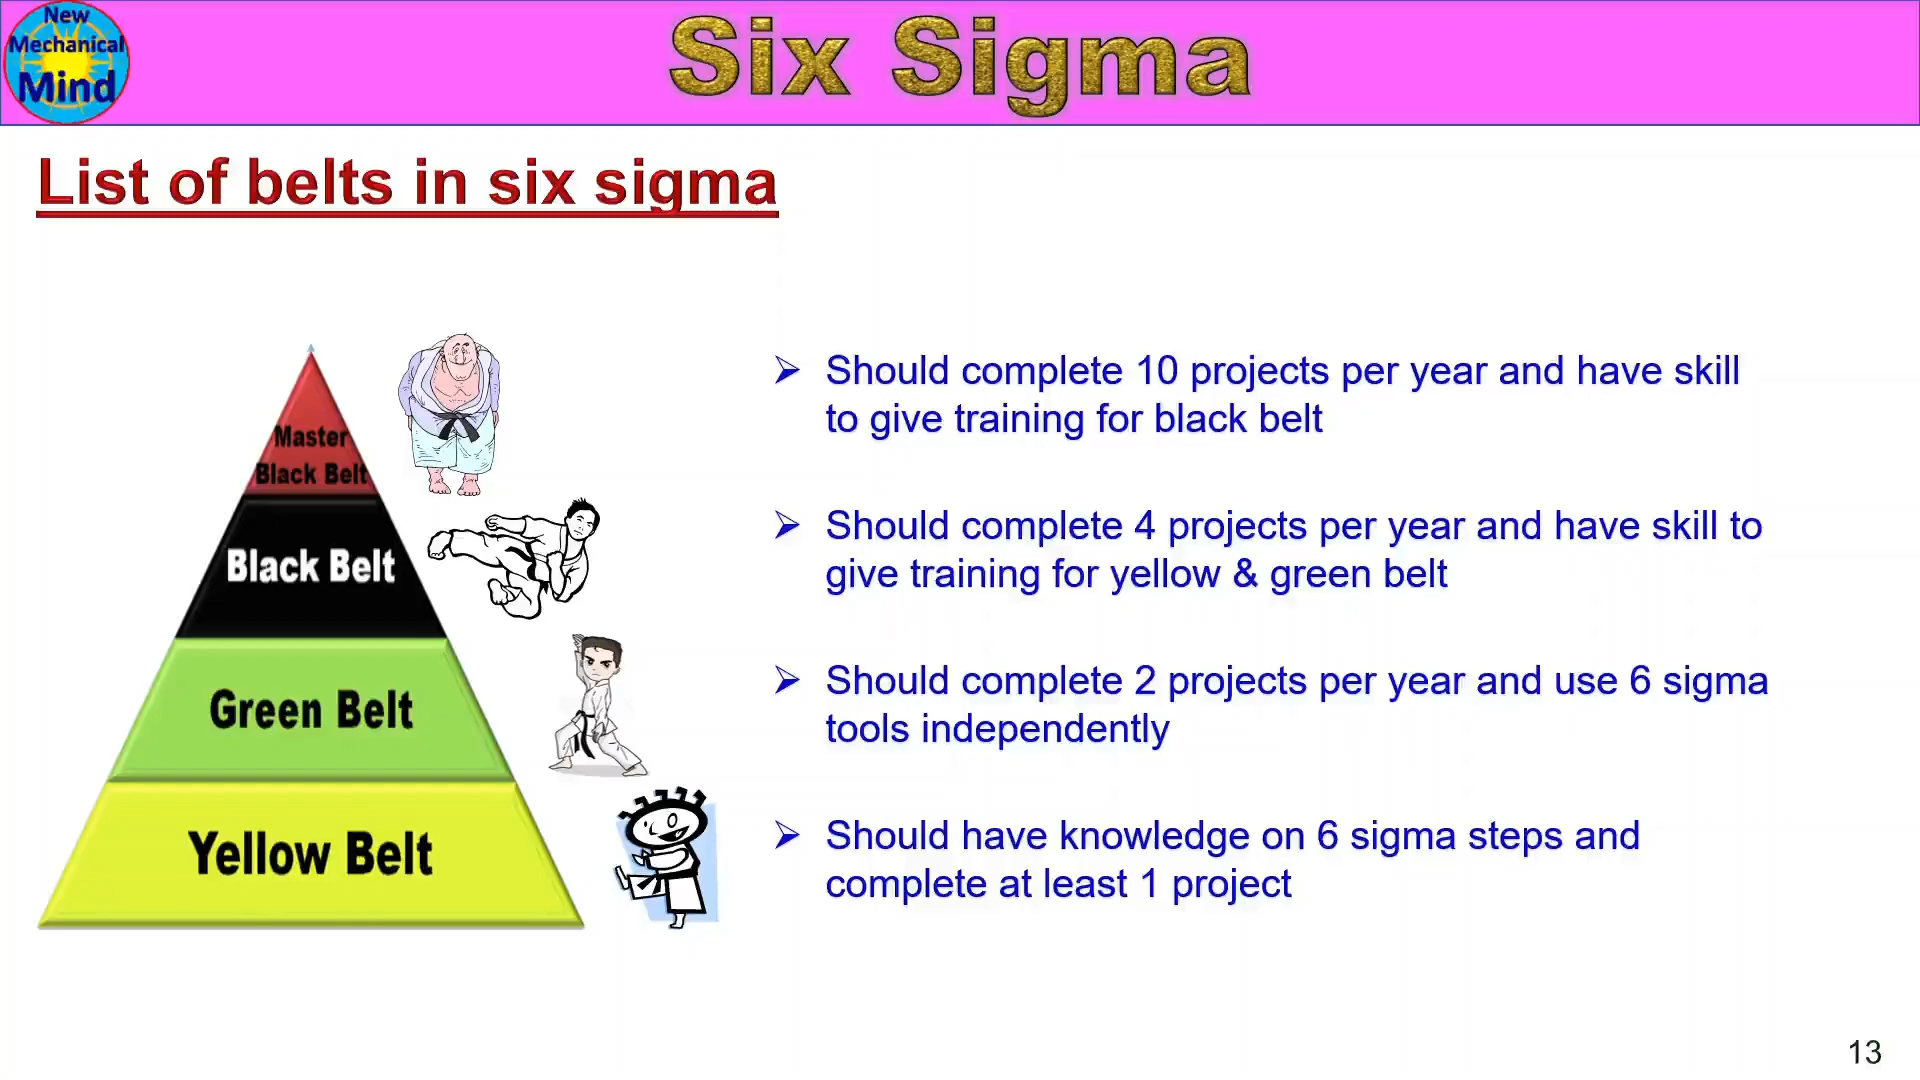 New
Mechanical
Mind
Six Sigma
List of belts in six sigma
Master
Black Belt
Black Belt
Green Belt
Yellow Belt
➢ Should complete 10 projects per year and have skill
to give training for black belt
➢ Should complete 4 projects per year and have skill to
give training for yellow & green belt
➢ Should complete 2 projects per year and use 6 sigma
tools independently
➢ Should have knowledge on 6 sigma steps and
complete at least 1 project
13